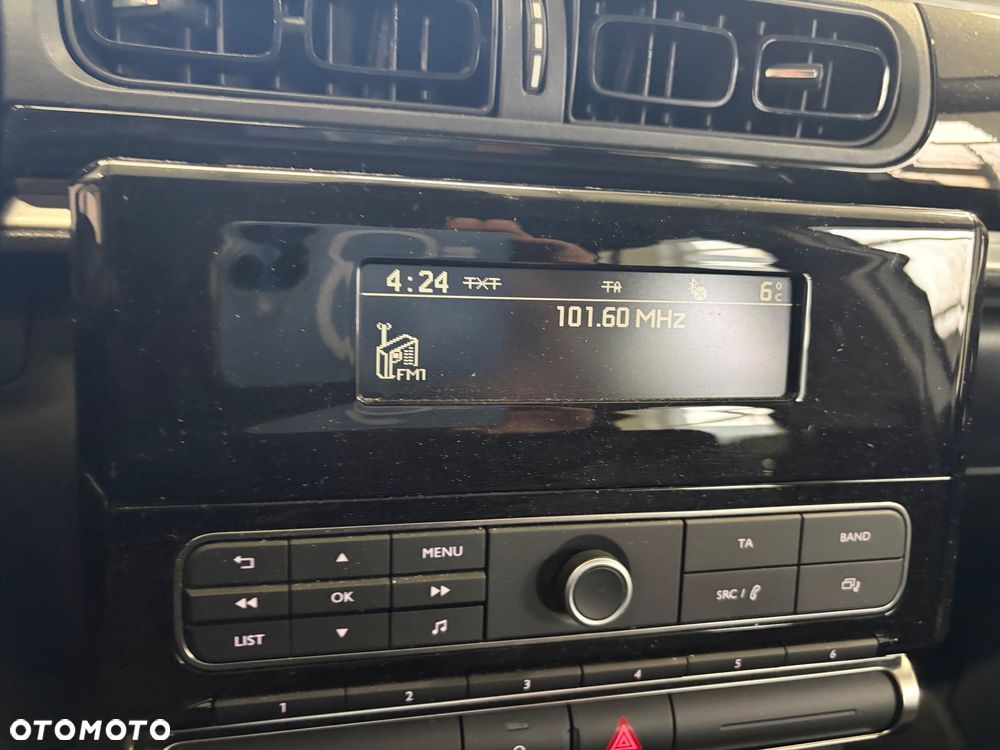 4:24 TXT TA 6°C
101.60 MHz
FM1
MENU
TA
BAND
OK
SRC /
LIST
1 2 3 4 5 6
OTOMOTO